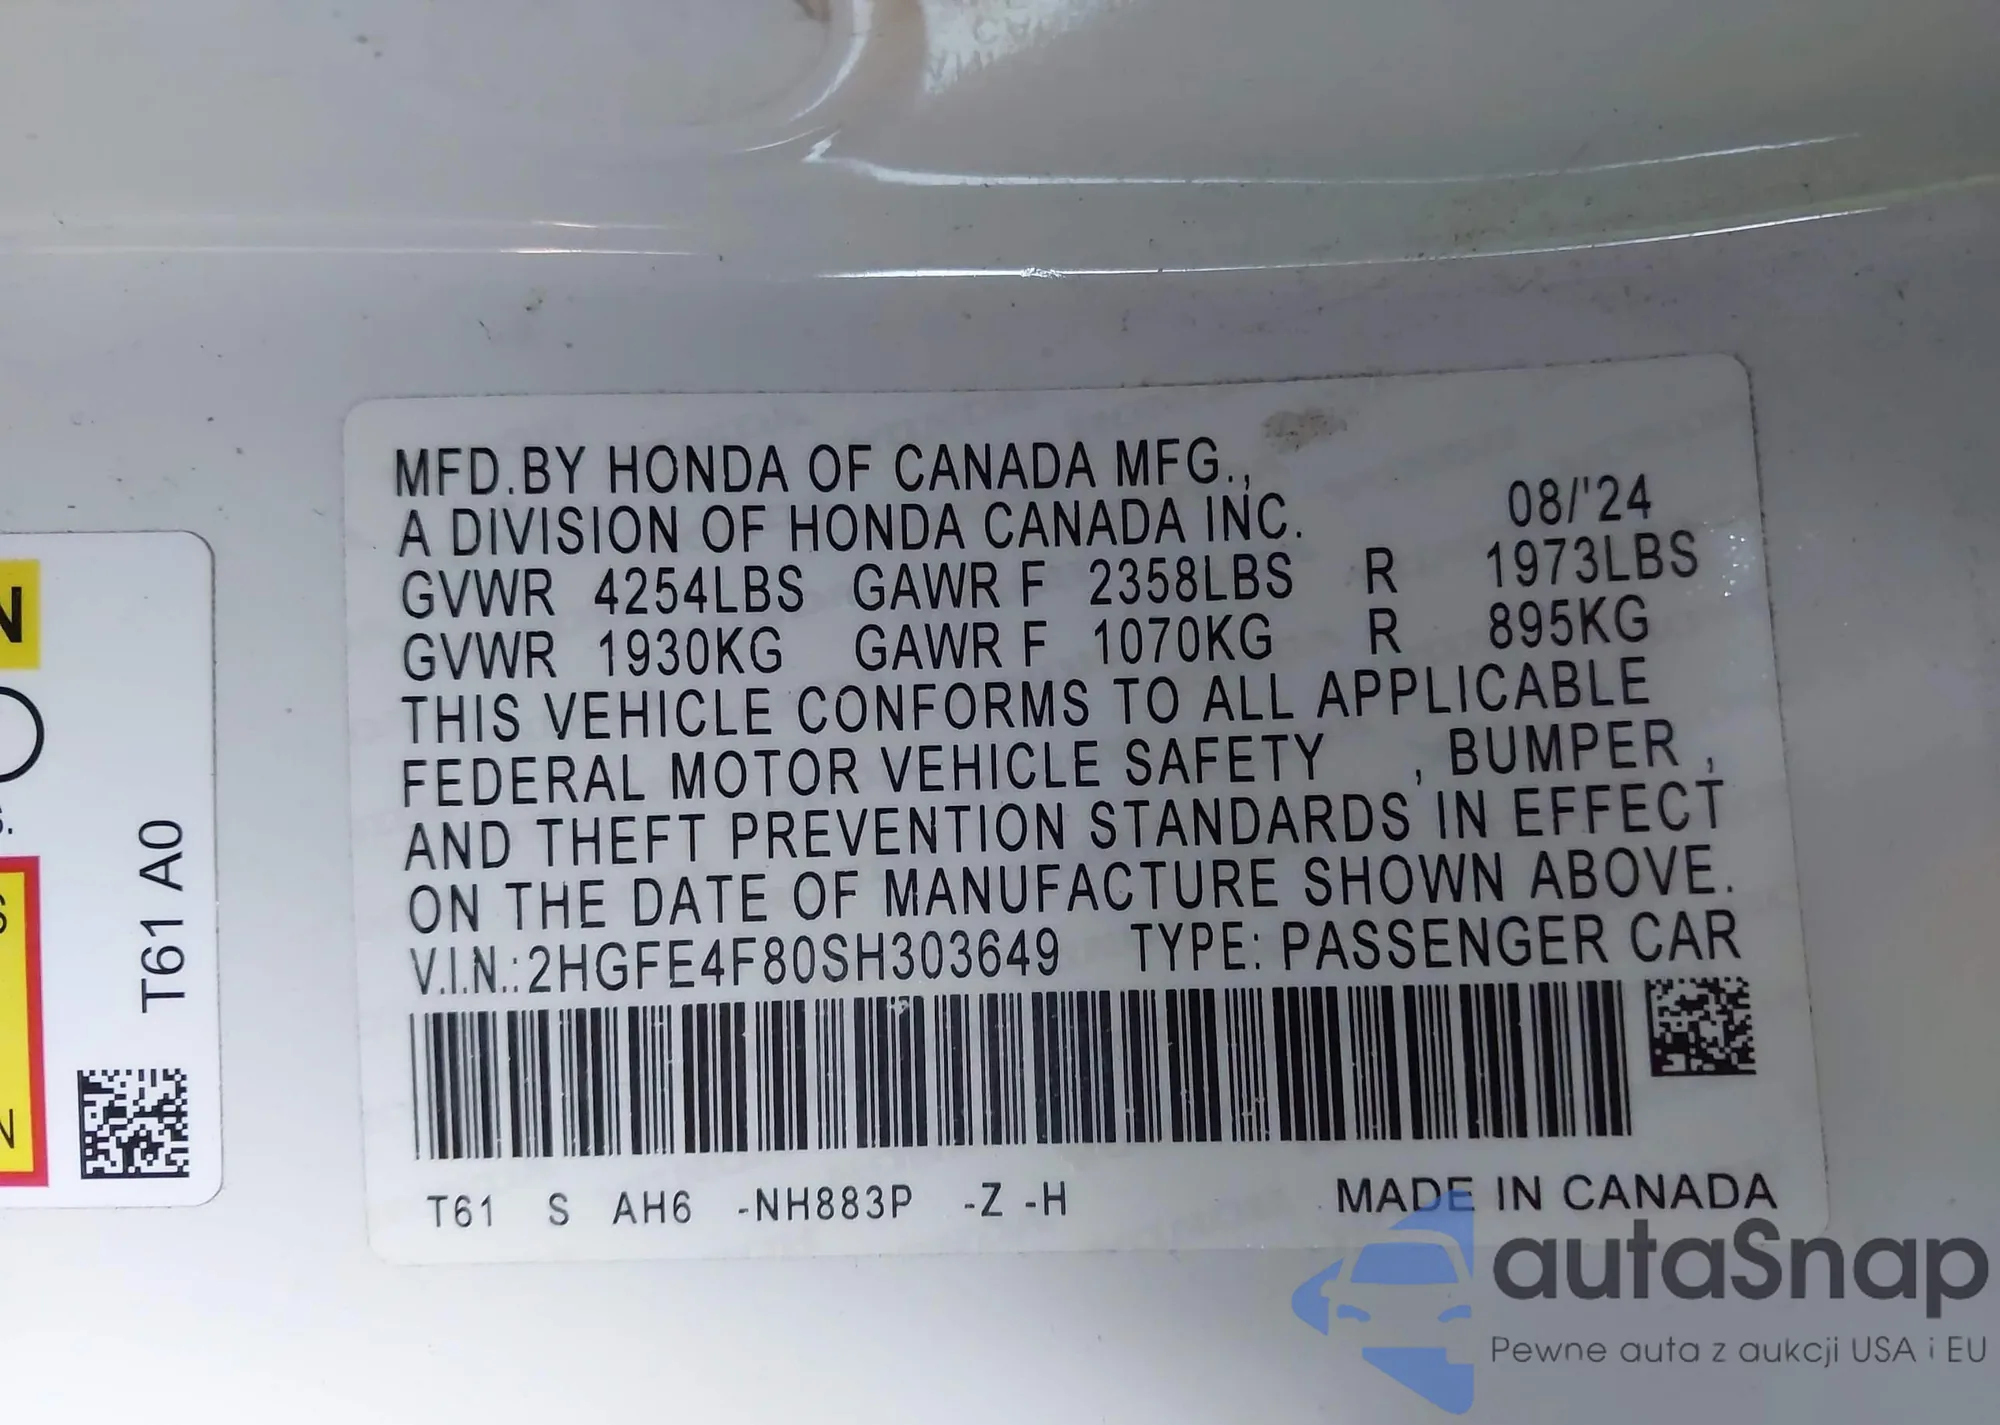 MFD.BY HONDA OF CANADA MFG.,
A DIVISION OF HONDA CANADA INC. 08/'24
GVWR 4254LBS GAWR F 2358LBS R 1973LBS
GVWR 1930KG GAWR F 1070KG R 895KG
THIS VEHICLE CONFORMS TO ALL APPLICABLE
FEDERAL MOTOR VEHICLE SAFETY , BUMPER ,
AND THEFT PREVENTION STANDARDS IN EFFECT
ON THE DATE OF MANUFACTURE SHOWN ABOVE.
V.I.N.:2HGFE4F80SH303649 TYPE: PASSENGER CAR
T61 S AH6 -NH883P -Z -H MADE IN CANADA
T61 A0
N
autaSnap
Pewne auta z aukcji USA i EU